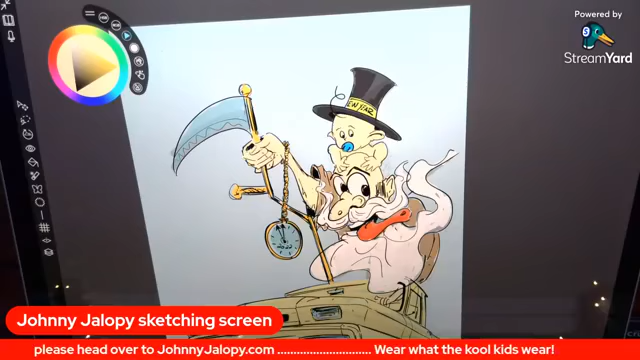 Powered by
StreamYard
EW YEAR
Johnny Jalopy sketching screen
please head over to JohnnyJalopy.com ............................ Wear what the kool kids wear!